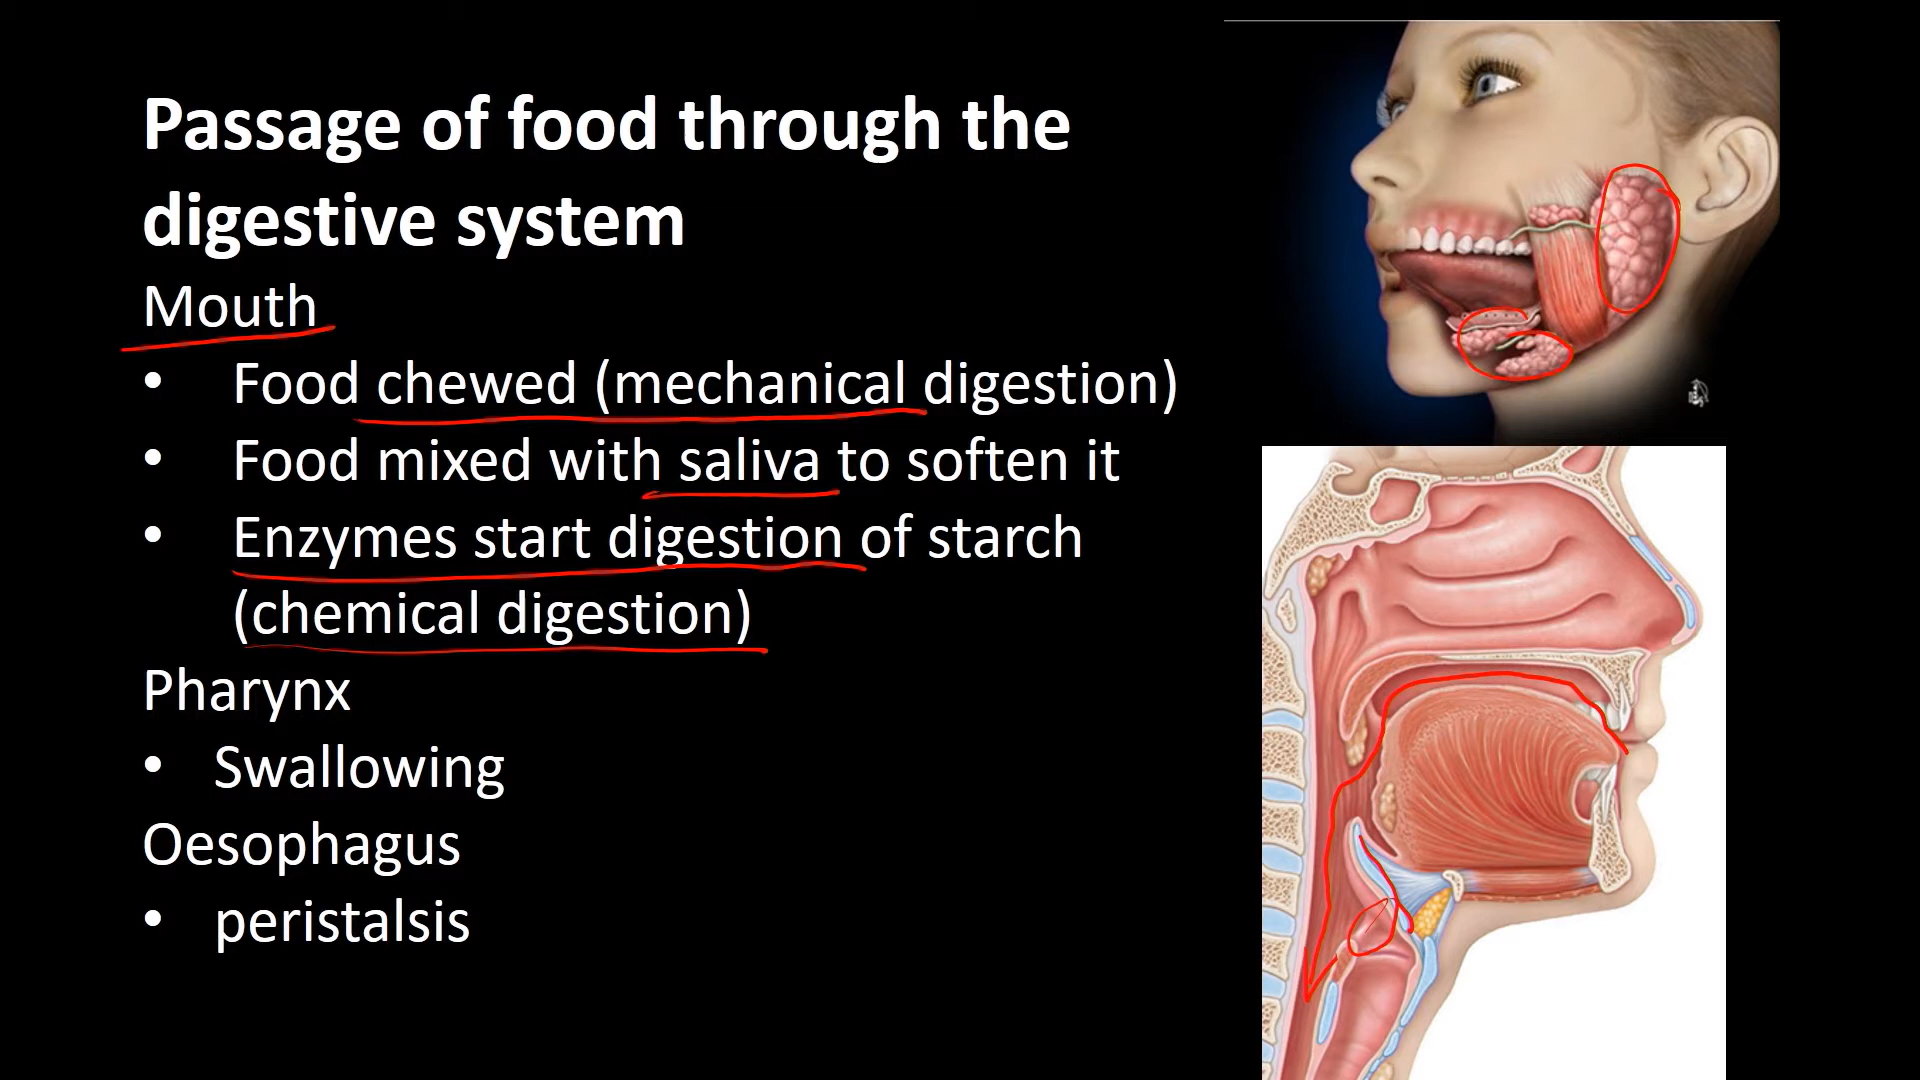 Passage of food through the
digestive system
Mouth
• Food chewed (mechanical digestion)
• Food mixed with saliva to soften it
• Enzymes start digestion of starch
(chemical digestion)
Pharynx
• Swallowing
Oesophagus
• peristalsis